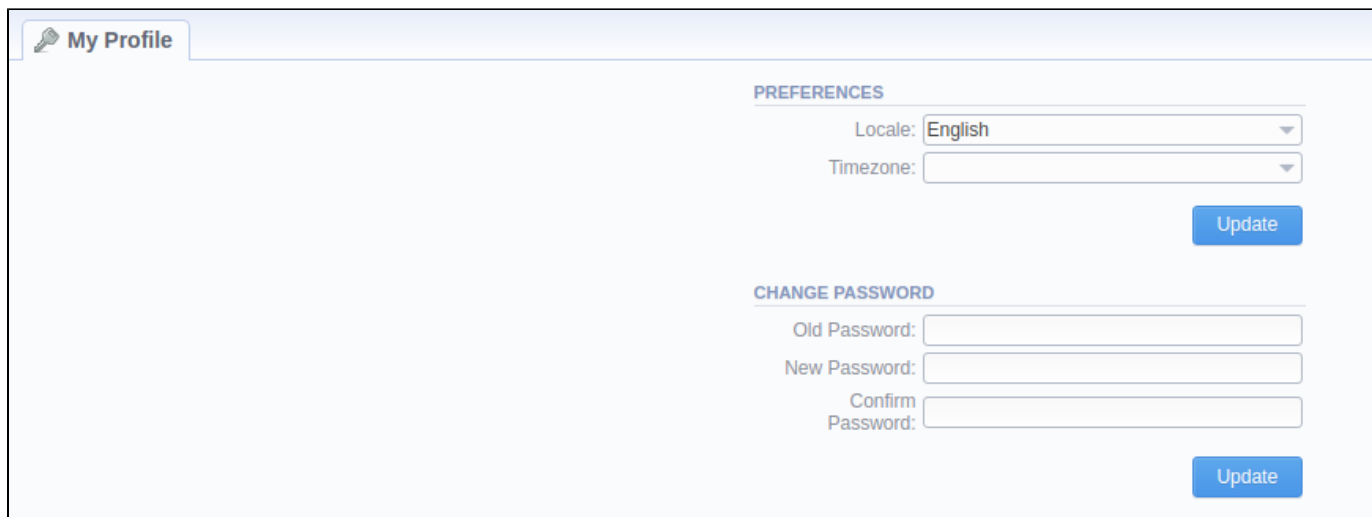 My Profile
PREFERENCES
Locale: English
Timezone:
Update
CHANGE PASSWORD
Old Password:
New Password:
Confirm
Password:
Update